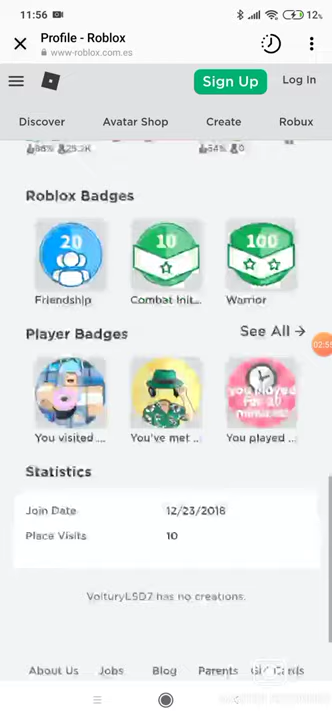 11:56 12%
Profile - Roblox
www-roblox.com.es
Sign Up Log In
Discover Avatar Shop Create Robux
Roblox Badges
20 10 100
Friendship Combat Init... Warrior
Player Badges See All →
You visited ... You've met ... You played ...
Statistics
Join Date 12/23/2018
Place Visits 10
VolturyLSD7 has no creations.
About Us Jobs Blog Parents